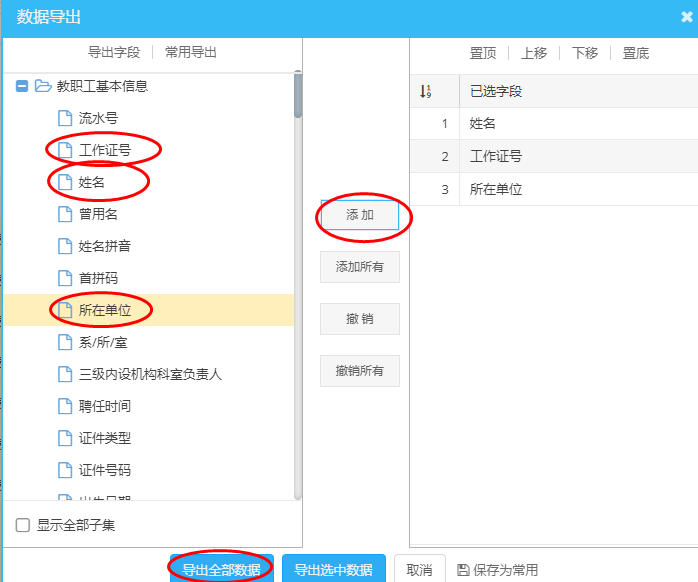 数据导出
导出字段 常用导出
教职工基本信息
流水号
工作证号
姓名
曾用名
姓名拼音
首拼码
所在单位
系/所/室
三级内设机构科室负责人
聘任时间
证件类型
证件号码
出生日期
显示全部子集
添 加
添加所有
撤 销
撤销所有
置顶 上移 下移 置底
已选字段
1 姓名
2 工作证号
3 所在单位
导出全部数据 导出选中数据 取消 保存为常用